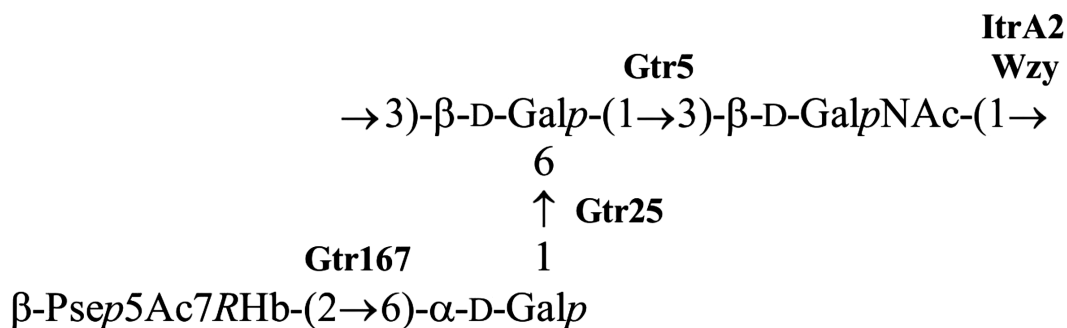 ItrA2
Gtr5 Wzy
→3)-β-D-Galp-(1→3)-β-D-GalpNAc-(1→
6
↑ Gtr25
Gtr167 1
β-Psep5Ac7RHb-(2→6)-α-D-Galp